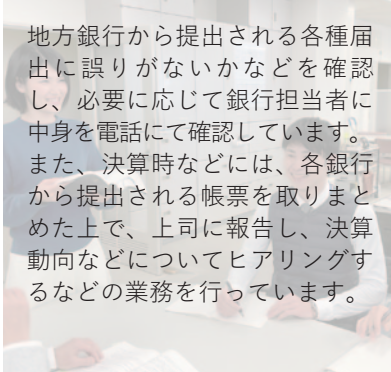 地方銀行から提出される各種届
出に誤りがないかなどを確認
し、必要に応じて銀行担当者に
中身を電話にて確認しています。
また、決算時などには、各銀行
から提出される帳票を取りまと
めた上で、上司に報告し、決算
動向などについてヒアリングす
るなどの業務を行っています。